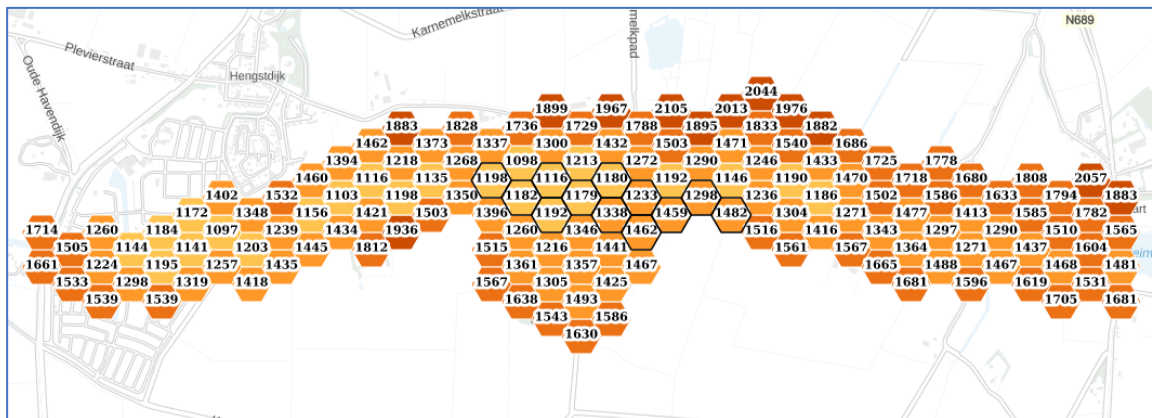 Karnemelkpad
melkpad
N689
Plevierstraat
Oude Havendijk
Hengstdijk
2044
1899 1967 2105 2013 1976
1883 1828 1736 1729 1788 1895 1833 1882
1462 1373 1337 1300 1432 1503 1471 1540 1686
1394 1218 1268 1098 1213 1272 1290 1246 1433 1725 1778
1460 1116 1135 1198 1116 1180 1192 1146 1190 1470 1718 1680 1808 2057
1402 1532 1103 1198 1350 1182 1179 1233 1298 1236 1186 1502 1586 1633 1794 1883
1172 1348 1156 1421 1503 1396 1192 1338 1459 1482 1304 1271 1477 1413 1585 1782 art
1714 1260 1184 1097 1239 1434 1936 1260 1346 1462 1516 1416 1343 1297 1290 1510 1565
1505 1144 1141 1203 1445 1812 1515 1216 1441 1561 1567 1364 1271 1437 1604
1661 1224 1195 1257 1435 1361 1357 1467 1665 1488 1467 1468 1481
1533 1298 1319 1418 1567 1305 1425 1681 1596 1619 1531
1539 1539 1638 1493 1705 1681
1543 1586
1630